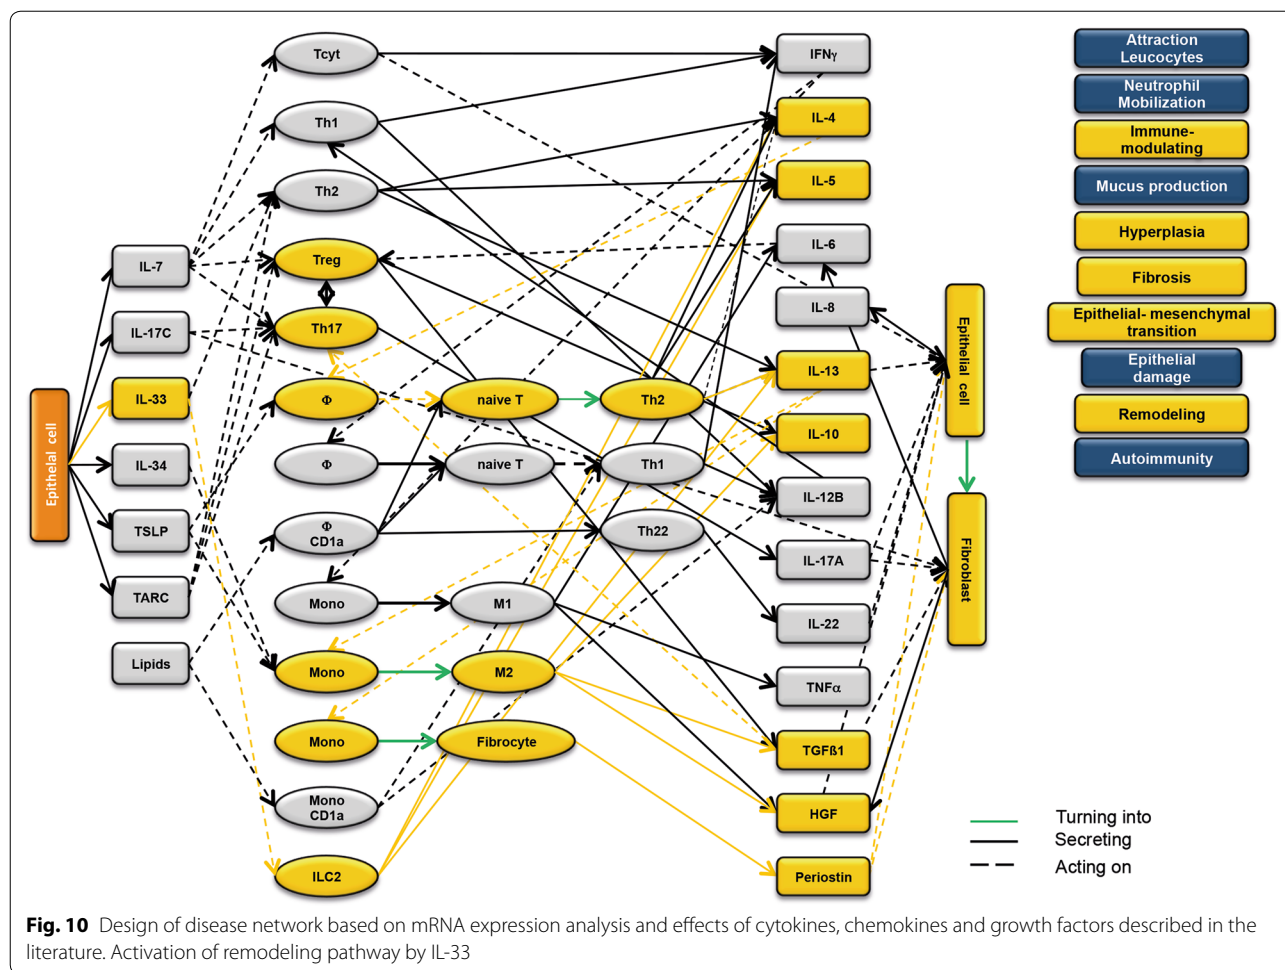 Epithelal cell
IL-7
IL-17C
IL-33
IL-34
TSLP
TARC
Lipids
Tcyt
Th1
Th2
Treg
Th17
Φ
Φ
Φ
CD1a
Mono
Mono
Mono
Mono
CD1a
ILC2
naive T
naive T
M1
M2
Fibrocyte
Th2
Th1
Th22
IFNγ
IL-4
IL-5
IL-6
IL-8
IL-13
IL-10
IL-12B
IL-17A
IL-22
TNFα
TGFß1
HGF
Periostin
Epithelial cell
Fibroblast
Attraction
Leucocytes
Neutrophil
Mobilization
Immune-
modulating
Mucus production
Hyperplasia
Fibrosis
Epithelial- mesenchymal
transition
Epithelial
damage
Remodeling
Autoimmunity
Turning into
Secreting
Acting on
Fig. 10 Design of disease network based on mRNA expression analysis and effects of cytokines, chemokines and growth factors described in the
literature. Activation of remodeling pathway by IL-33